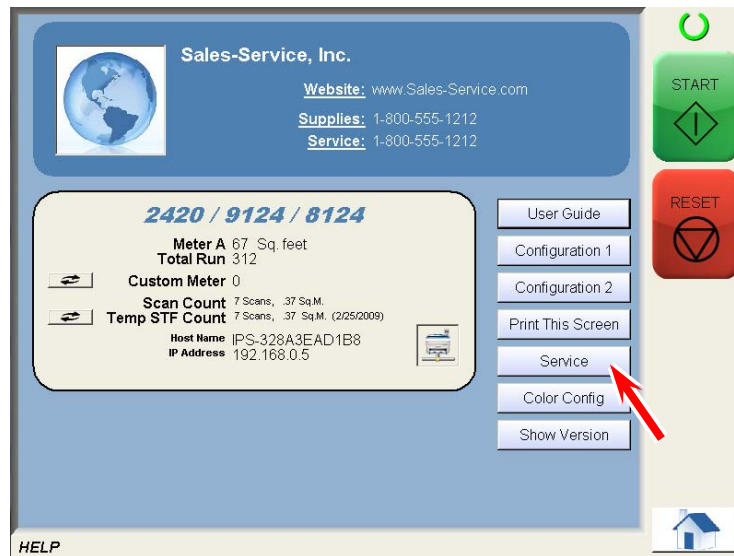 Sales-Service, Inc.
Website: www.Sales-Service.com
Supplies: 1-800-555-1212
Service: 1-800-555-1212
START
RESET
2420 / 9124 / 8124
Meter A 67 Sq. feet
Total Run 312
Custom Meter 0
Scan Count 7 Scans, .37 Sq.M.
Temp STF Count 7 Scans, .37 Sq.M. (2/25/2009)
Host Name IPS-328A3EAD1B8
IP Address 192.168.0.5
User Guide
Configuration 1
Configuration 2
Print This Screen
Service
Color Config
Show Version
HELP